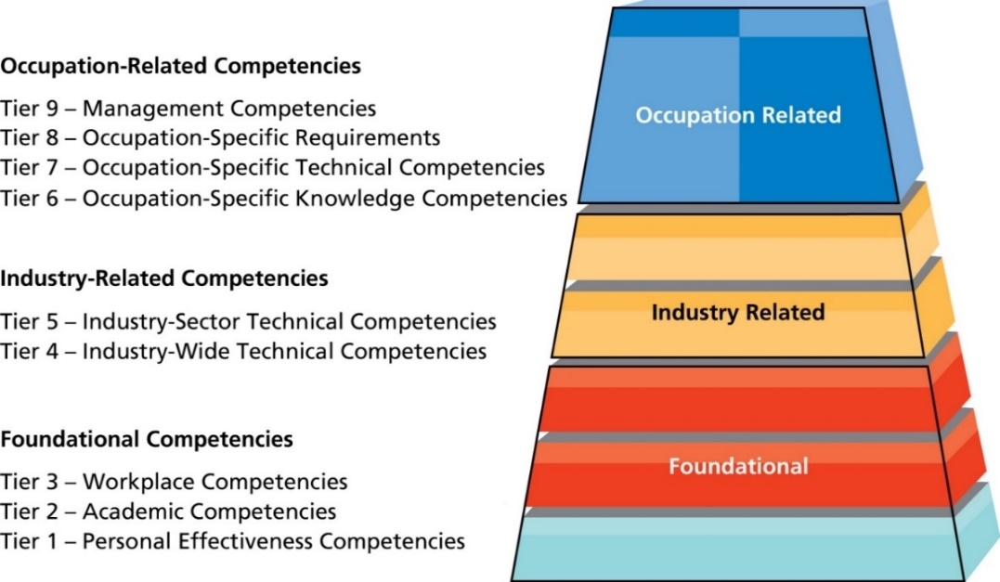 Occupation-Related Competencies
Tier 9 – Management Competencies
Tier 8 – Occupation-Specific Requirements
Tier 7 – Occupation-Specific Technical Competencies
Tier 6 – Occupation-Specific Knowledge Competencies
Occupation Related
Industry-Related Competencies
Tier 5 – Industry-Sector Technical Competencies
Tier 4 – Industry-Wide Technical Competencies
Industry Related
Foundational Competencies
Tier 3 – Workplace Competencies
Tier 2 – Academic Competencies
Tier 1 – Personal Effectiveness Competencies
Foundational